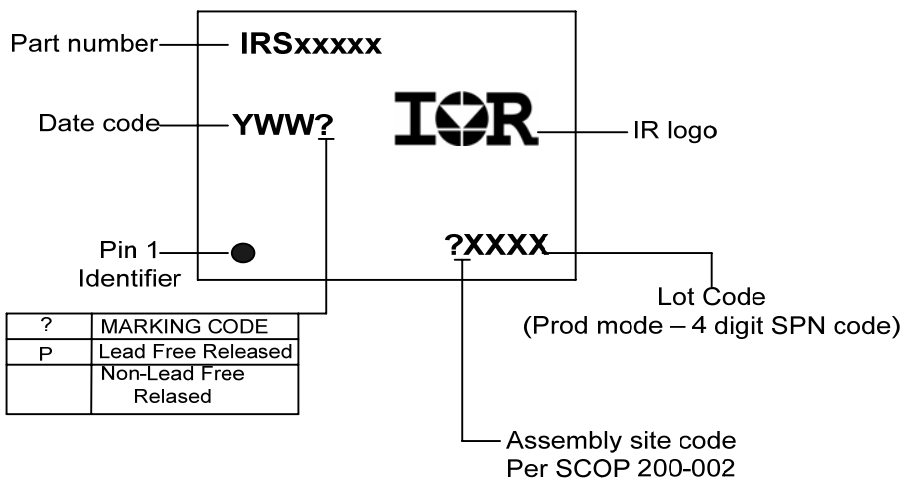 Part number
IRSxxxxx
Date code
YWW?
IOR
IR logo
Pin 1
Identifier
?XXXX
Lot Code
(Prod mode – 4 digit SPN code)
? MARKING CODE
P Lead Free Released
Non-Lead Free
Relased
Assembly site code
Per SCOP 200-002